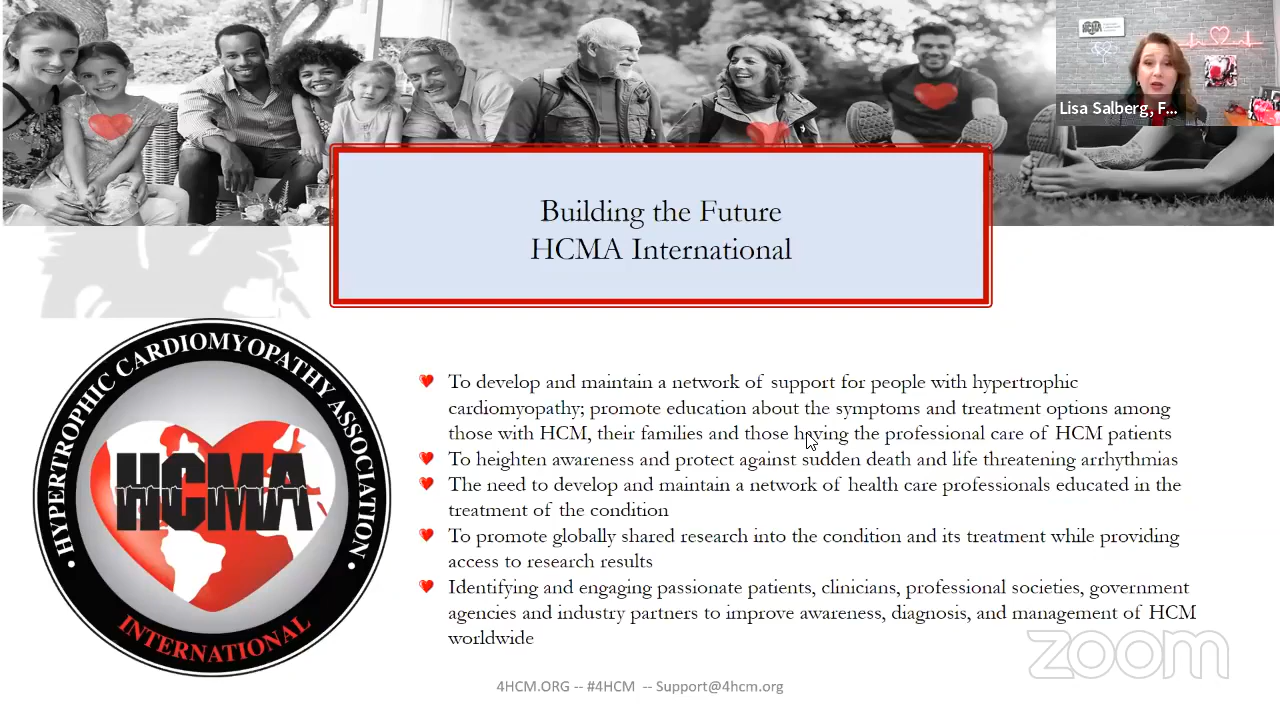 HCMA
Lisa Salberg, F...
Building the Future
HCMA International
HYPERTROPHIC CARDIOMYOPATHY ASSOCIATION
HCMA
INTERNATIONAL
To develop and maintain a network of support for people with hypertrophic
cardiomyopathy; promote education about the symptoms and treatment options among
those with HCM, their families and those having the professional care of HCM patients
To heighten awareness and protect against sudden death and life threatening arrhythmias
The need to develop and maintain a network of health care professionals educated in the
treatment of the condition
To promote globally shared research into the condition and its treatment while providing
access to research results
Identifying and engaging passionate patients, clinicians, professional societies, government
agencies and industry partners to improve awareness, diagnosis, and management of HCM
worldwide
zoom
4HCM.ORG -- #4HCM -- Support@4hcm.org